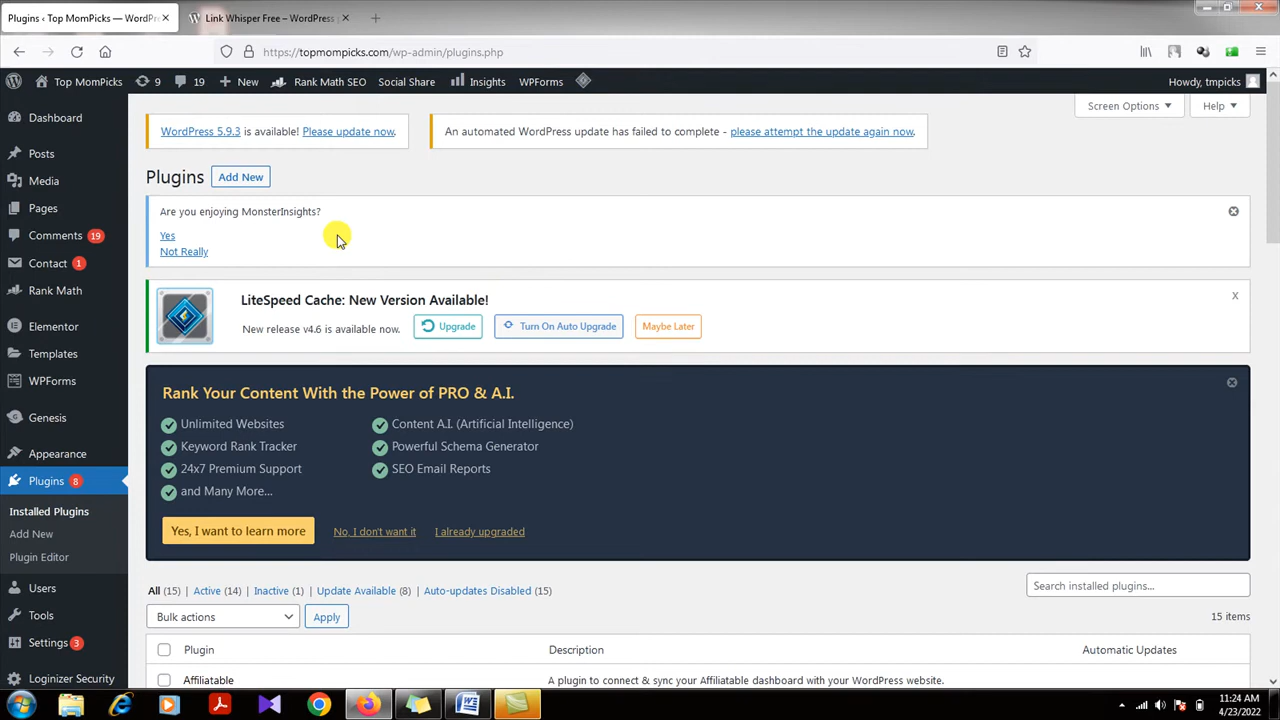 Plugins ‹ Top MomPicks — WordPr
Link Whisper Free – WordPress
https://topmompicks.com/wp-admin/plugins.php
Top MomPicks 9 19 New Rank Math SEO Social Share Insights WPForms Howdy, tmpicks
Screen Options Help
WordPress 5.9.3 is available! Please update now.
An automated WordPress update has failed to complete - please attempt the update again now.
Plugins Add New
Are you enjoying MonsterInsights?
Yes
Not Really
LiteSpeed Cache: New Version Available!
New release v4.6 is available now. Upgrade Turn On Auto Upgrade Maybe Later
X
Rank Your Content With the Power of PRO & A.I.
Unlimited Websites Content A.I. (Artificial Intelligence)
Keyword Rank Tracker Powerful Schema Generator
24x7 Premium Support SEO Email Reports
and Many More...
Yes, I want to learn more No, I don't want it I already upgraded
All (15) Active (14) Inactive (1) Update Available (8) Auto-updates Disabled (15)
Search installed plugins...
Bulk actions Apply
15 items
Plugin Description Automatic Updates
Affiliatable A plugin to connect & sync your Affiliatable dashboard with your WordPress website.
Dashboard
Posts
Media
Pages
Comments 19
Contact 1
Rank Math
Elementor
Templates
WPForms
Genesis
Appearance
Plugins 8
Installed Plugins
Add New
Plugin Editor
Users
Tools
Settings 3
Loginizer Security
11:24 AM
4/23/2022